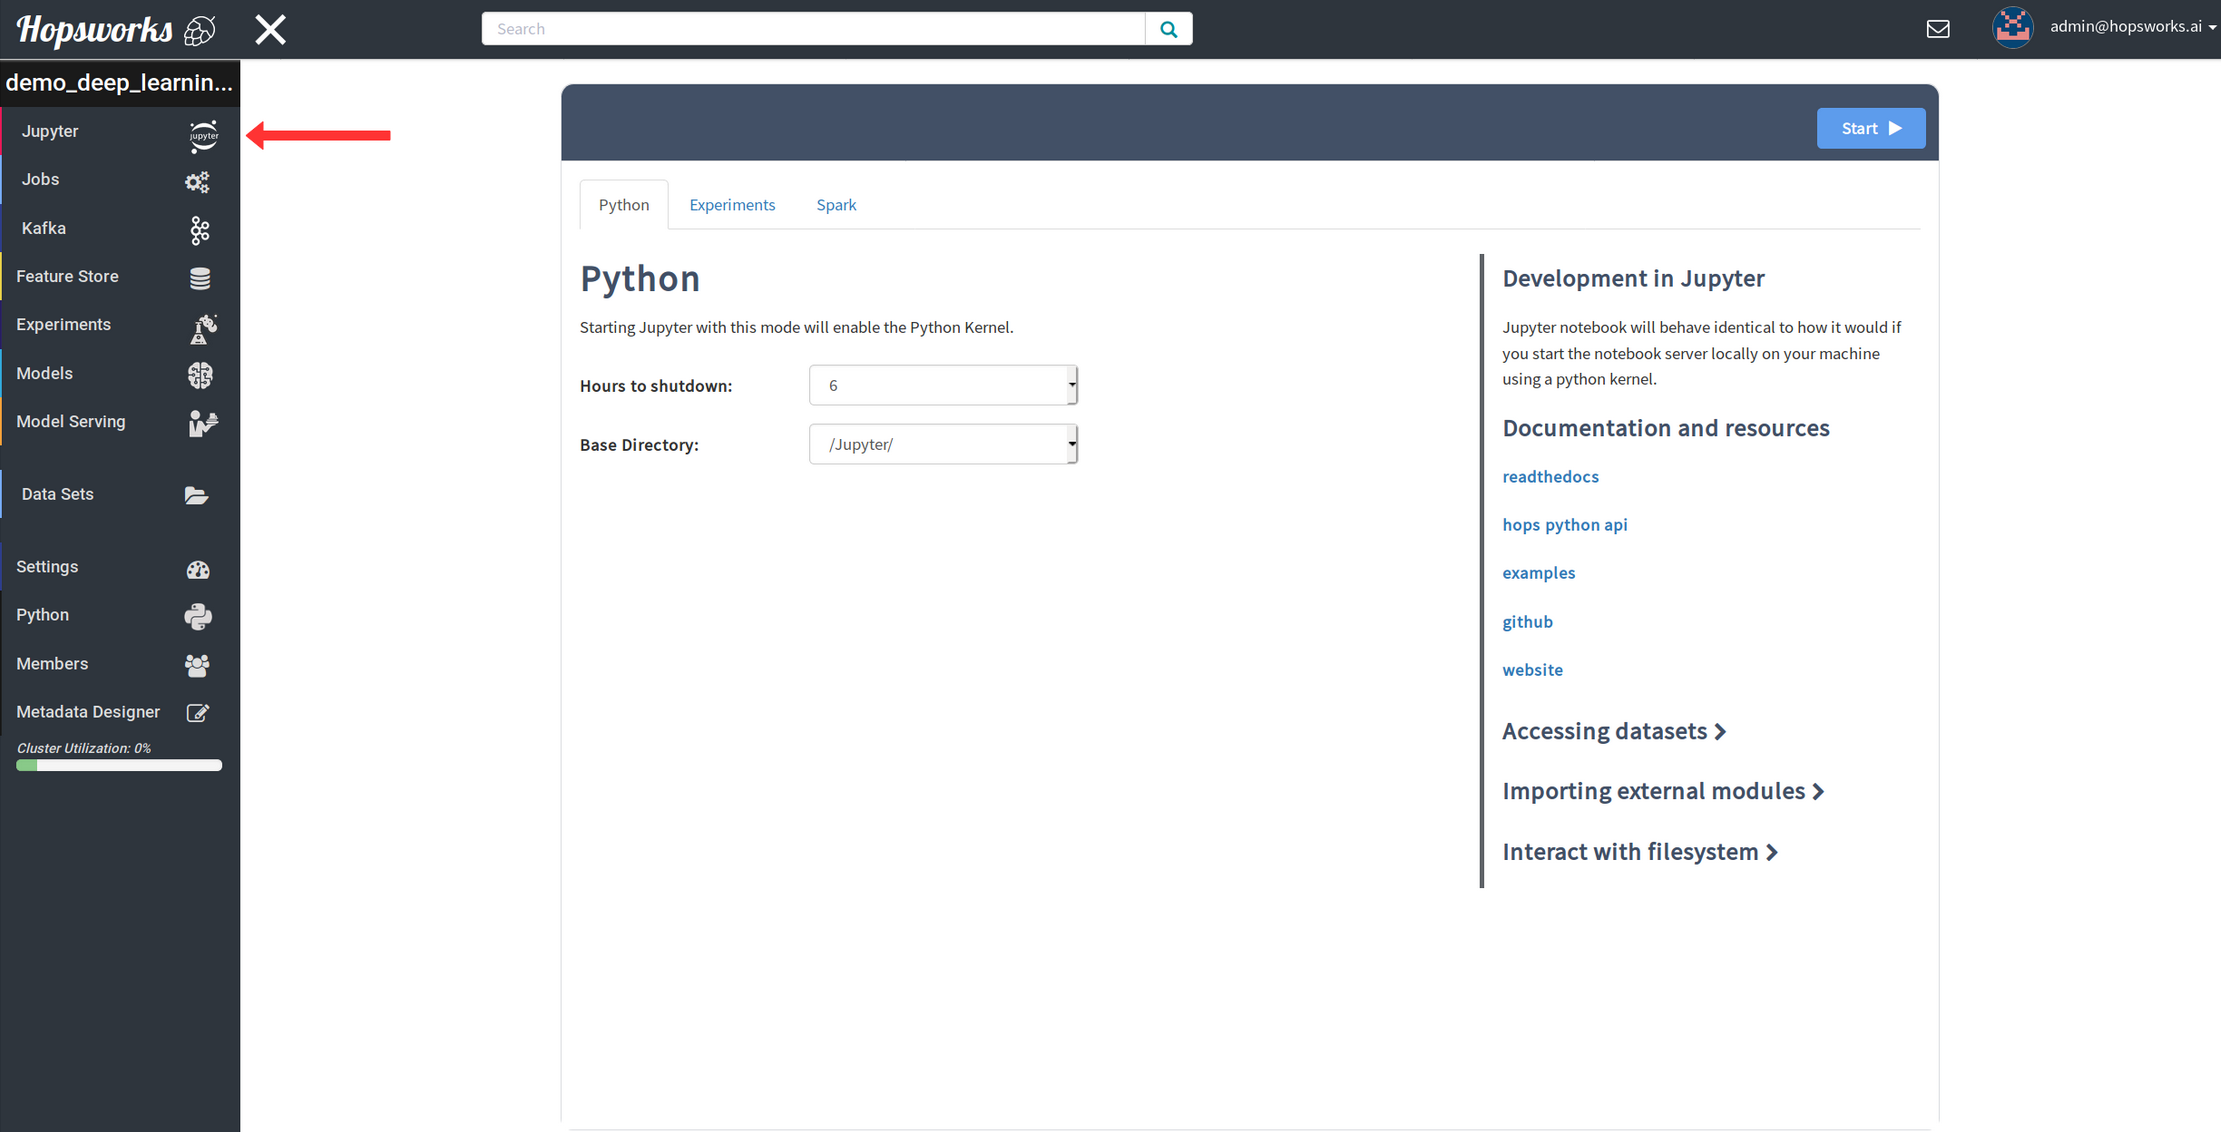 Hopsworks
Search
admin@hopsworks.ai
demo_deep_learnin...
Jupyter
jupyter
Jobs
Kafka
Feature Store
Experiments
Models
Model Serving
Data Sets
Settings
Python
Members
Metadata Designer
Cluster Utilization: 0%
Start
Python
Experiments
Spark
Python
Starting Jupyter with this mode will enable the Python Kernel.
Hours to shutdown:
6
Base Directory:
/Jupyter/
Development in Jupyter
Jupyter notebook will behave identical to how it would if
you start the notebook server locally on your machine
using a python kernel.
Documentation and resources
readthedocs
hops python api
examples
github
website
Accessing datasets
Importing external modules
Interact with filesystem